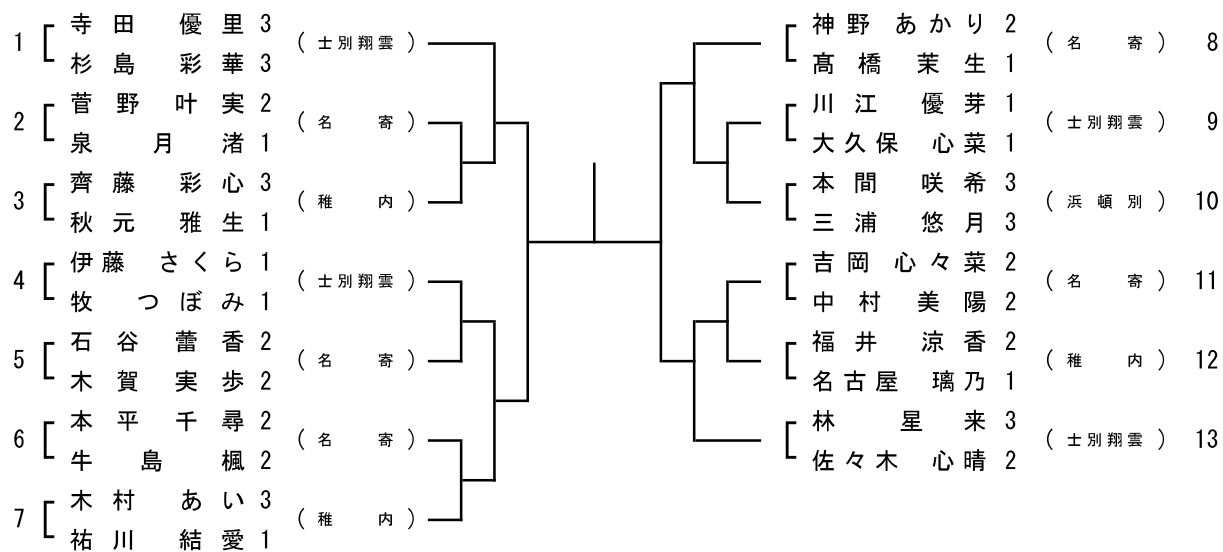 寺田 優里 3
1 (士別翔雲)
杉島 彩華 3
菅野 叶実 2
2 (名寄)
泉 月渚 1
齊藤 彩心 3
3 (稚内)
秋元 雅生 1
伊藤 さくら 1
4 (士別翔雲)
牧 つぼみ 1
石谷 蕾香 2
5 (名寄)
木賀 実歩 2
本平 千尋 2
6 (名寄)
牛島 楓 2
木村 あい 3
7 (稚内)
祐川 結愛 1
神野 あかり 2
(名寄) 8
髙橋 茉生 1
川江 優芽 1
(士別翔雲) 9
大久保 心菜 1
本間 咲希 3
(浜頓別) 10
三浦 悠月 3
吉岡 心々菜 2
(名寄) 11
中村 美陽 2
福井 涼香 2
(稚内) 12
名古屋 璃乃 1
林 星来 3
(士別翔雲) 13
佐々木 心晴 2